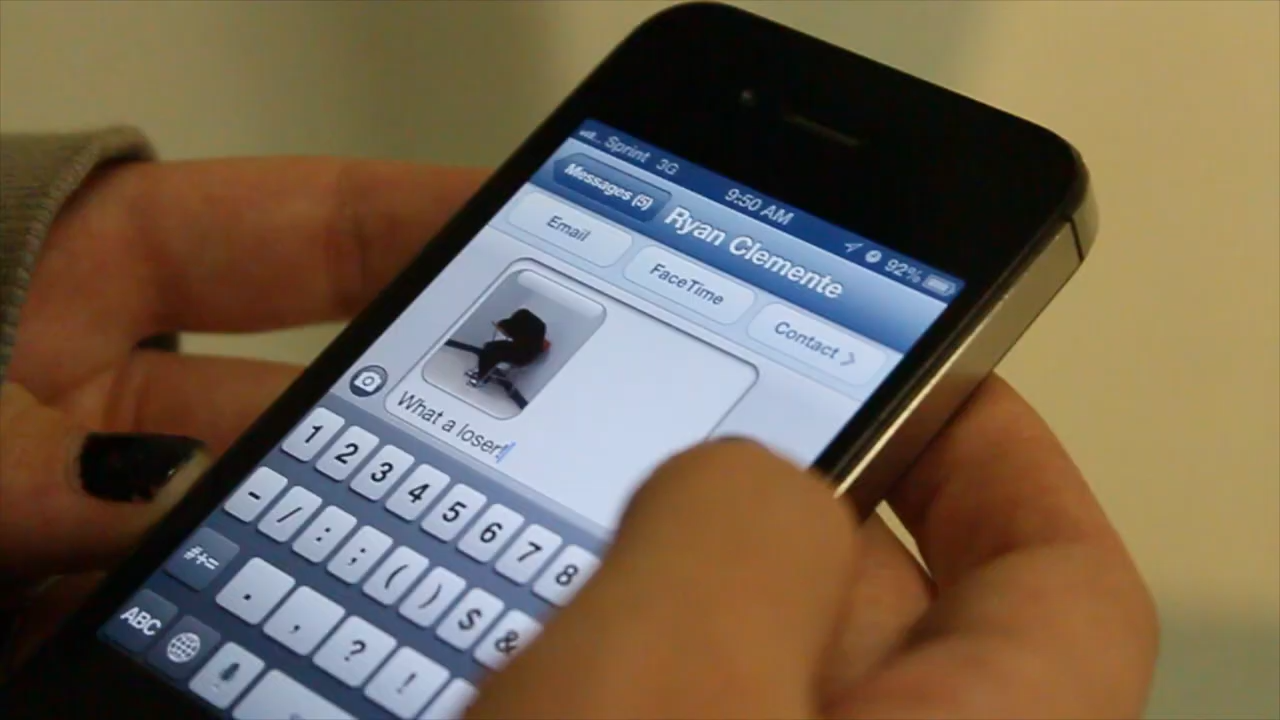 Sprint 3G 9:50 AM 92%
Messages (5) Ryan Clemente
Email FaceTime Contact
What a loser!
1 2 3 4 5 6 7 8
- / : ; ( ) $ &
#+= . , ? !
ABC